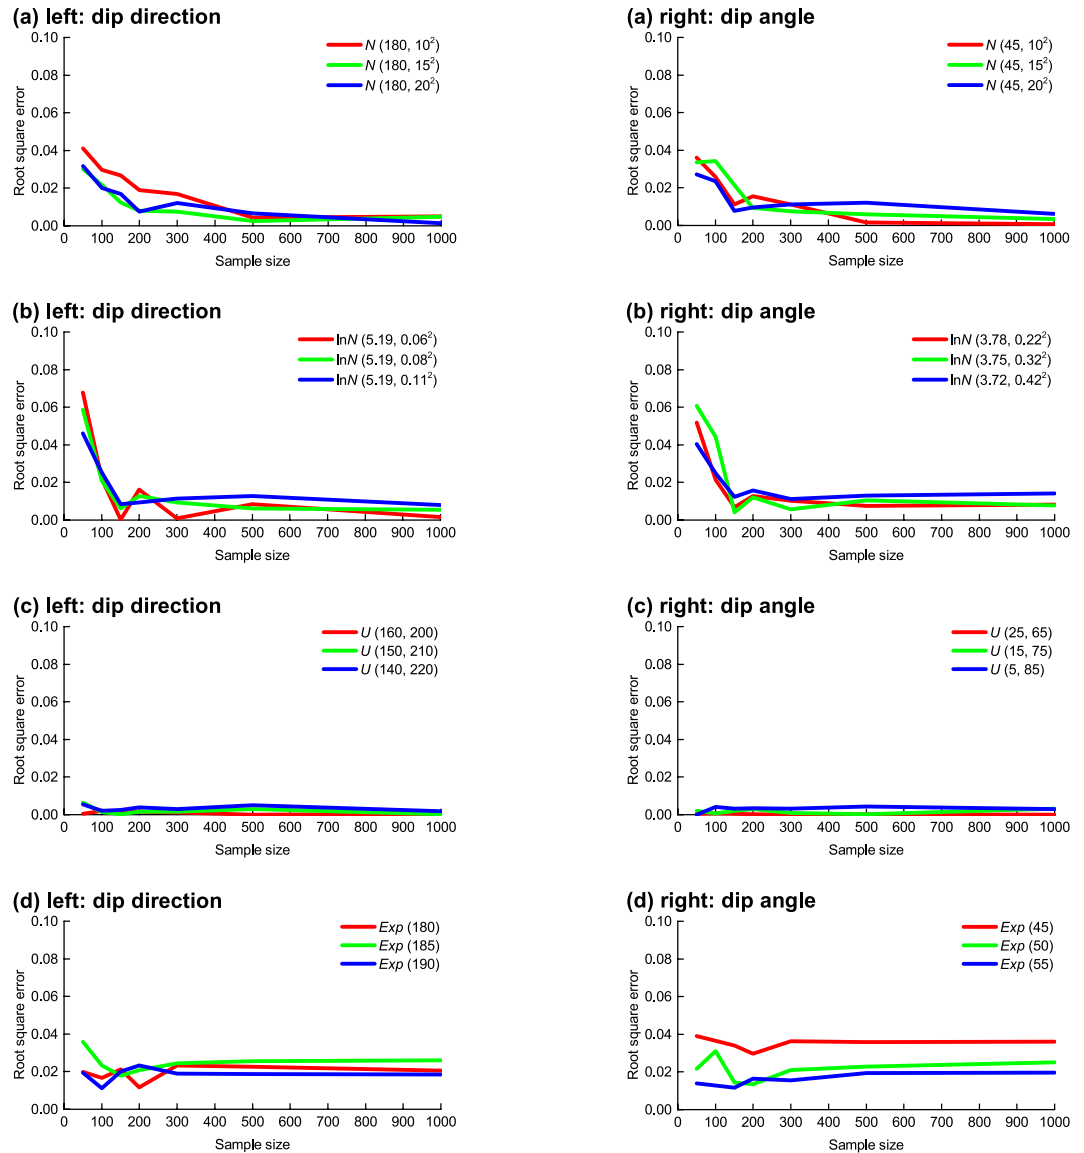 (a) left: dip direction
0.10
0.08
0.06
0.04
0.02
0.00
Root square error
N (180, 10²)
N (180, 15²)
N (180, 20²)
0 100 200 300 400 500 600 700 800 900 1000
Sample size
(a) right: dip angle
0.10
0.08
0.06
0.04
0.02
0.00
Root square error
N (45, 10²)
N (45, 15²)
N (45, 20²)
0 100 200 300 400 500 600 700 800 900 1000
Sample size
(b) left: dip direction
0.10
0.08
0.06
0.04
0.02
0.00
Root square error
lnN (5.19, 0.06²)
lnN (5.19, 0.08²)
lnN (5.19, 0.11²)
0 100 200 300 400 500 600 700 800 900 1000
Sample size
(b) right: dip angle
0.10
0.08
0.06
0.04
0.02
0.00
Root square error
lnN (3.78, 0.22²)
lnN (3.75, 0.32²)
lnN (3.72, 0.42²)
0 100 200 300 400 500 600 700 800 900 1000
Sample size
(c) left: dip direction
0.10
0.08
0.06
0.04
0.02
0.00
Root square error
U (160, 200)
U (150, 210)
U (140, 220)
0 100 200 300 400 500 600 700 800 900 1000
Sample size
(c) right: dip angle
0.10
0.08
0.06
0.04
0.02
0.00
Root square error
U (25, 65)
U (15, 75)
U (5, 85)
0 100 200 300 400 500 600 700 800 900 1000
Sample size
(d) left: dip direction
0.10
0.08
0.06
0.04
0.02
0.00
Root square error
Exp (180)
Exp (185)
Exp (190)
0 100 200 300 400 500 600 700 800 900 1000
Sample size
(d) right: dip angle
0.10
0.08
0.06
0.04
0.02
0.00
Root square error
Exp (45)
Exp (50)
Exp (55)
0 100 200 300 400 500 600 700 800 900 1000
Sample size